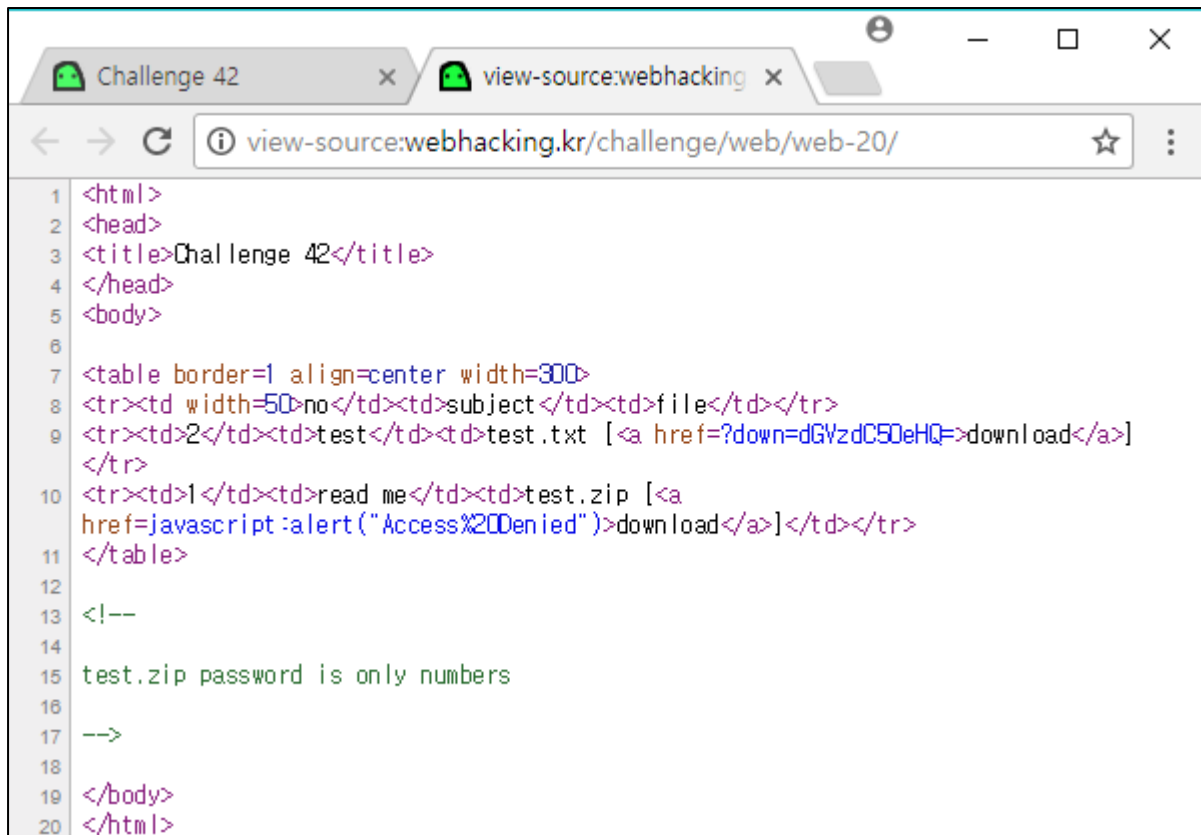 Challenge 42
view-source:webhacking
view-source:webhacking.kr/challenge/web/web-20/
1 <html>
2 <head>
3 <title>Challenge 42</title>
4 </head>
5 <body>
6
7 <table border=1 align=center width=300>
8 <tr><td width=50>no</td><td>subject</td><td>file</td></tr>
9 <tr><td>2</td><td>test</td><td>test.txt [<a href=?down=dGVzdC50eHQ=>download</a>]
</tr>
10 <tr><td>1</td><td>read me</td><td>test.zip [<a
href=javascript:alert("Access%20Denied")>download</a>]</td></tr>
11 </table>
12
13 <!--
14
15 test.zip password is only numbers
16
17 -->
18
19 </body>
20 </html>